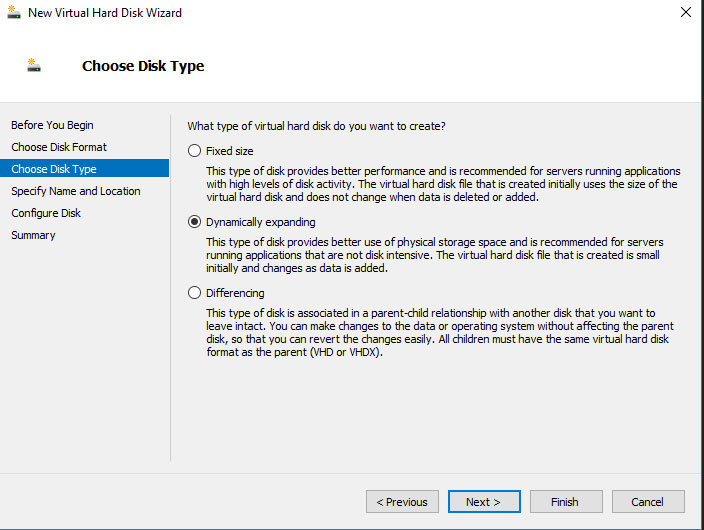 New Virtual Hard Disk Wizard
Choose Disk Type
Before You Begin
Choose Disk Format
Choose Disk Type
Specify Name and Location
Configure Disk
Summary
What type of virtual hard disk do you want to create?
Fixed size
This type of disk provides better performance and is recommended for servers running applications
with high levels of disk activity. The virtual hard disk file that is created initially uses the size of the
virtual hard disk and does not change when data is deleted or added.
Dynamically expanding
This type of disk provides better use of physical storage space and is recommended for servers
running applications that are not disk intensive. The virtual hard disk file that is created is small
initially and changes as data is added.
Differencing
This type of disk is associated in a parent-child relationship with another disk that you want to
leave intact. You can make changes to the data or operating system without affecting the parent
disk, so that you can revert the changes easily. All children must have the same virtual hard disk
format as the parent (VHD or VHDX).
< Previous
Next >
Finish
Cancel